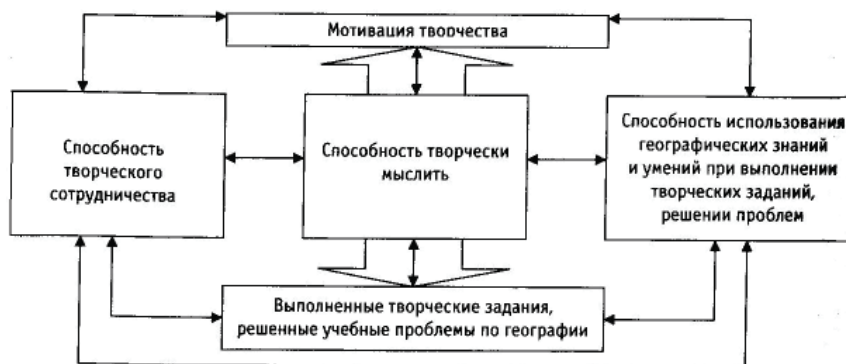 Мотивация творчества
Способность
творческого
сотрудничества
Способность творчески
мыслить
Способность использования
географических знаний
и умений при выполнении
творческих заданий,
решении проблем
Выполненные творческие задания,
решенные учебные проблемы по географии